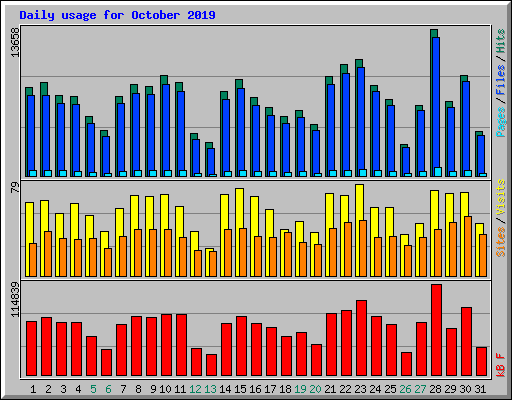 Daily usage for October 2019
13658
Pages / Files / Hits
79
Sites / Visits
114839
kB F
1 2 3 4 5 6 7 8 9 10 11 12 13 14 15 16 17 18 19 20 21 22 23 24 25 26 27 28 29 30 31